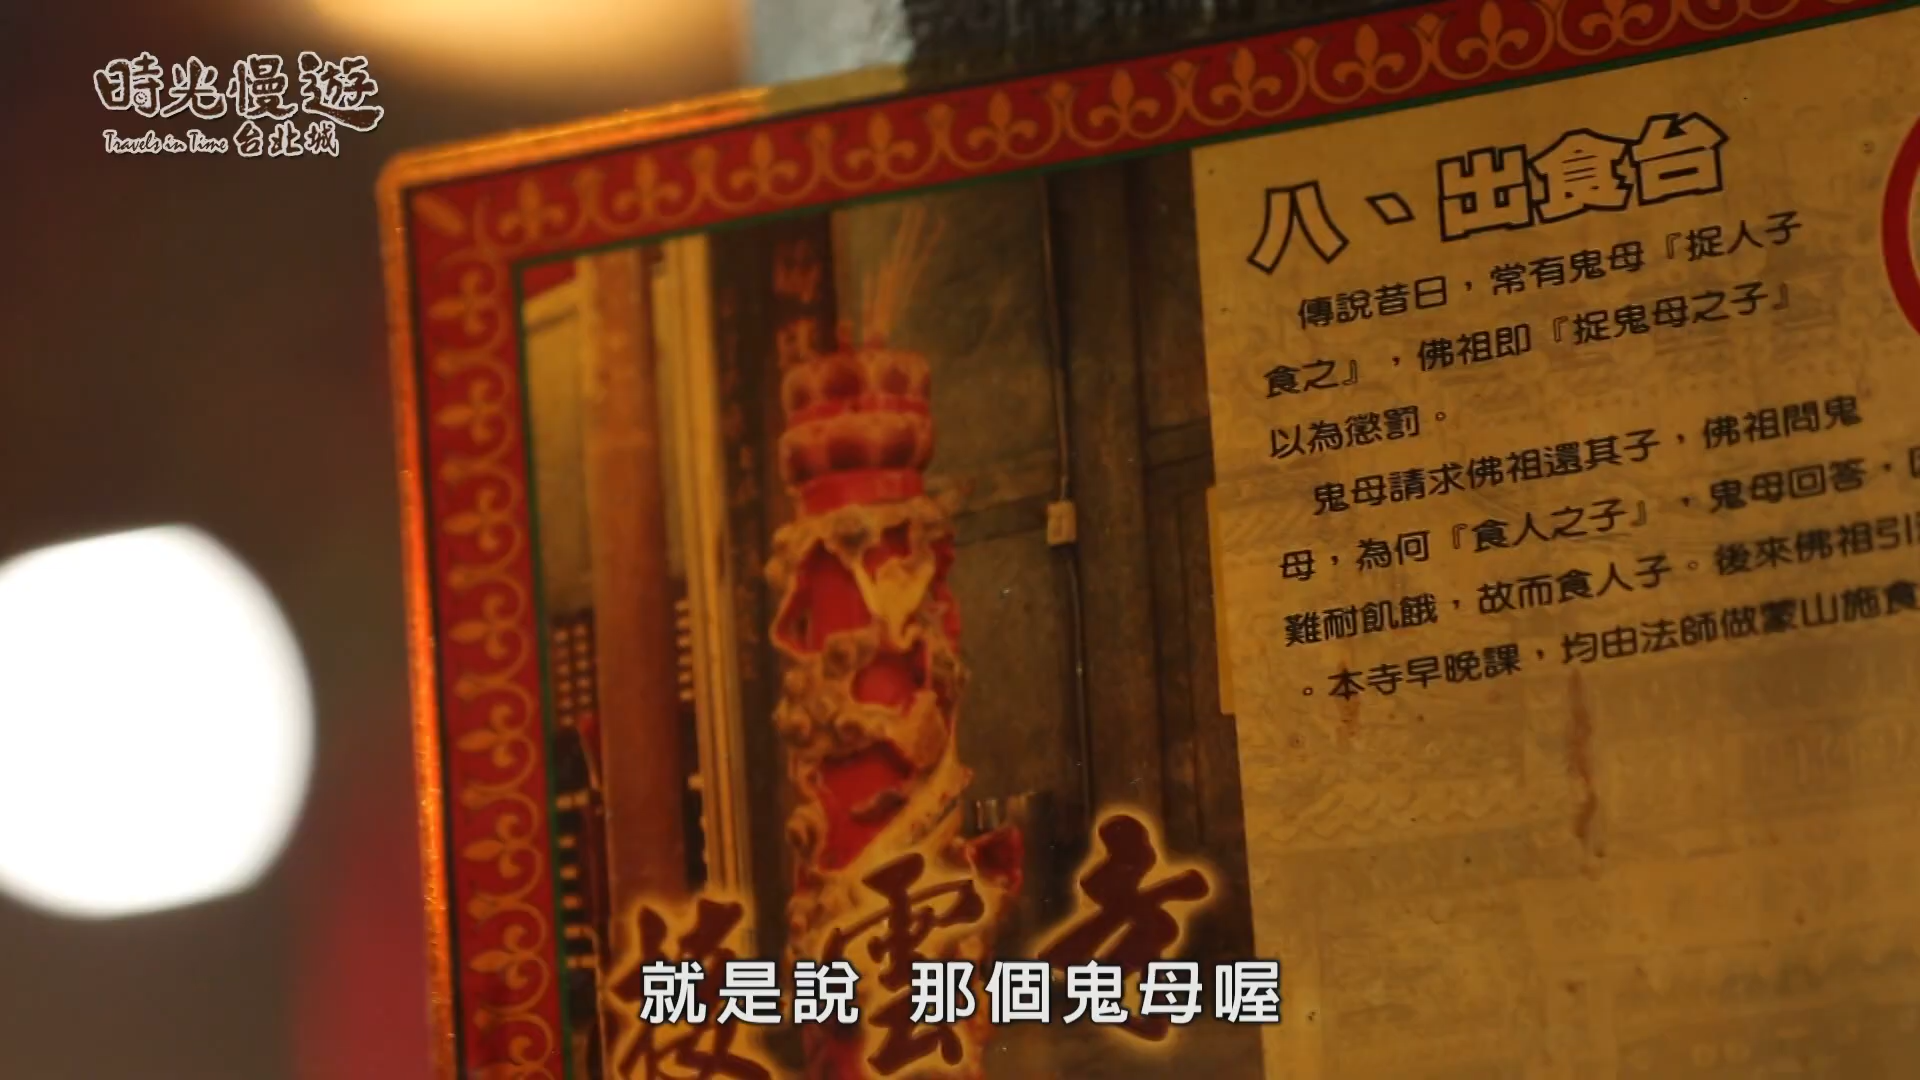 時光慢遊
Travels in Time 台北城
八、出食台
傳說昔日，常有鬼母『捉人子
食之』，佛祖即『捉鬼母之子』
以為懲罰。
鬼母請求佛祖還其子，佛祖問鬼
母，為何『食人之子』，鬼母回答，因
難耐飢餓，故而食人子。後來佛祖引
。本寺早晚課，均由法師做蒙山施食
接雲寺
就是說 那個鬼母喔